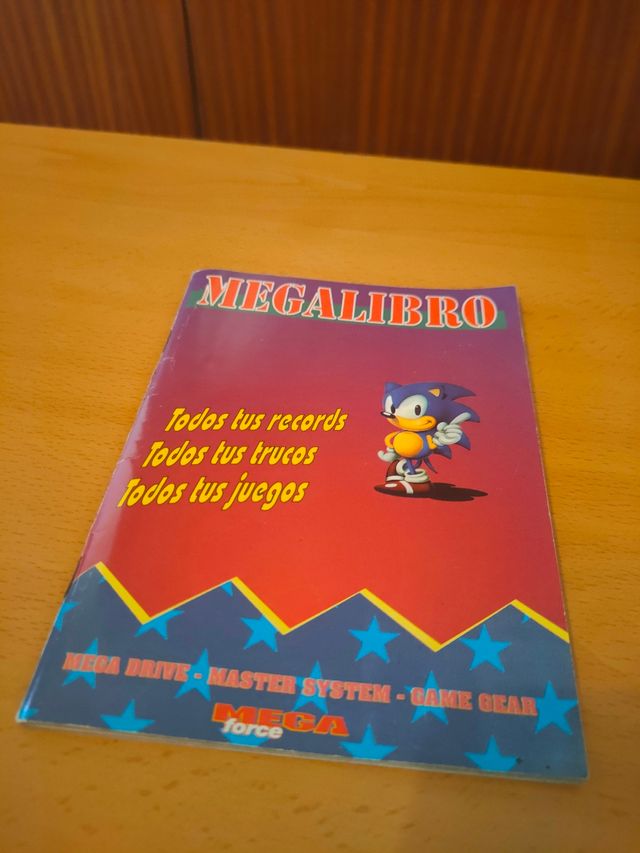 MEGALIBRO
Todos tus records
Todos tus trucos
Todos tus juegos
MEGA DRIVE - MASTER SYSTEM - GAME GEAR
MEGA
force